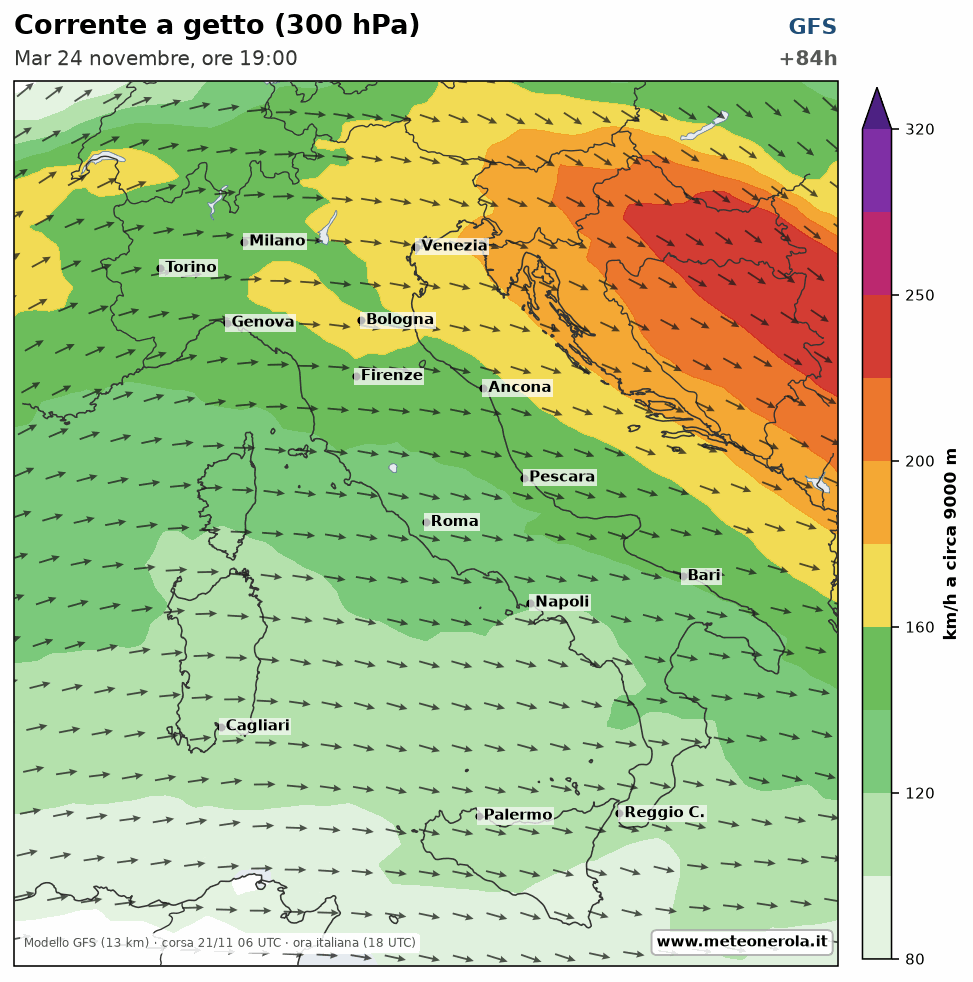 Corrente a getto (300 hPa)
GFS
Mar 24 novembre, ore 19:00
+84h
320
250
200
160
120
80
km/h a circa 9000 m
Milano
Venezia
Torino
Genova
Bologna
Firenze
Ancona
Pescara
Roma
Bari
Napoli
Cagliari
Palermo
Reggio C.
Modello GFS (13 km) · corsa 21/11 06 UTC · ora italiana (18 UTC)
www.meteonerola.it